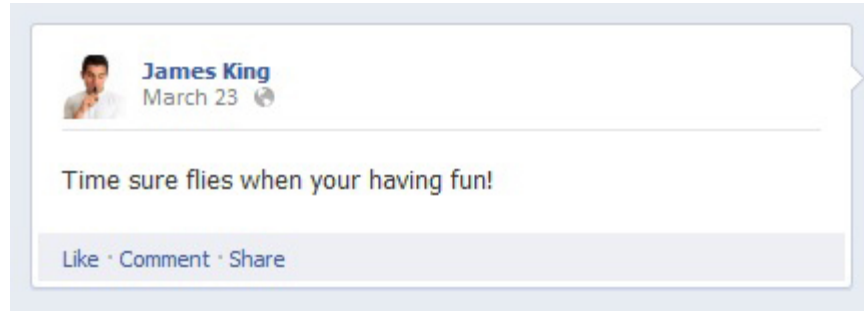 James King
March 23
Time sure flies when your having fun!
Like · Comment · Share